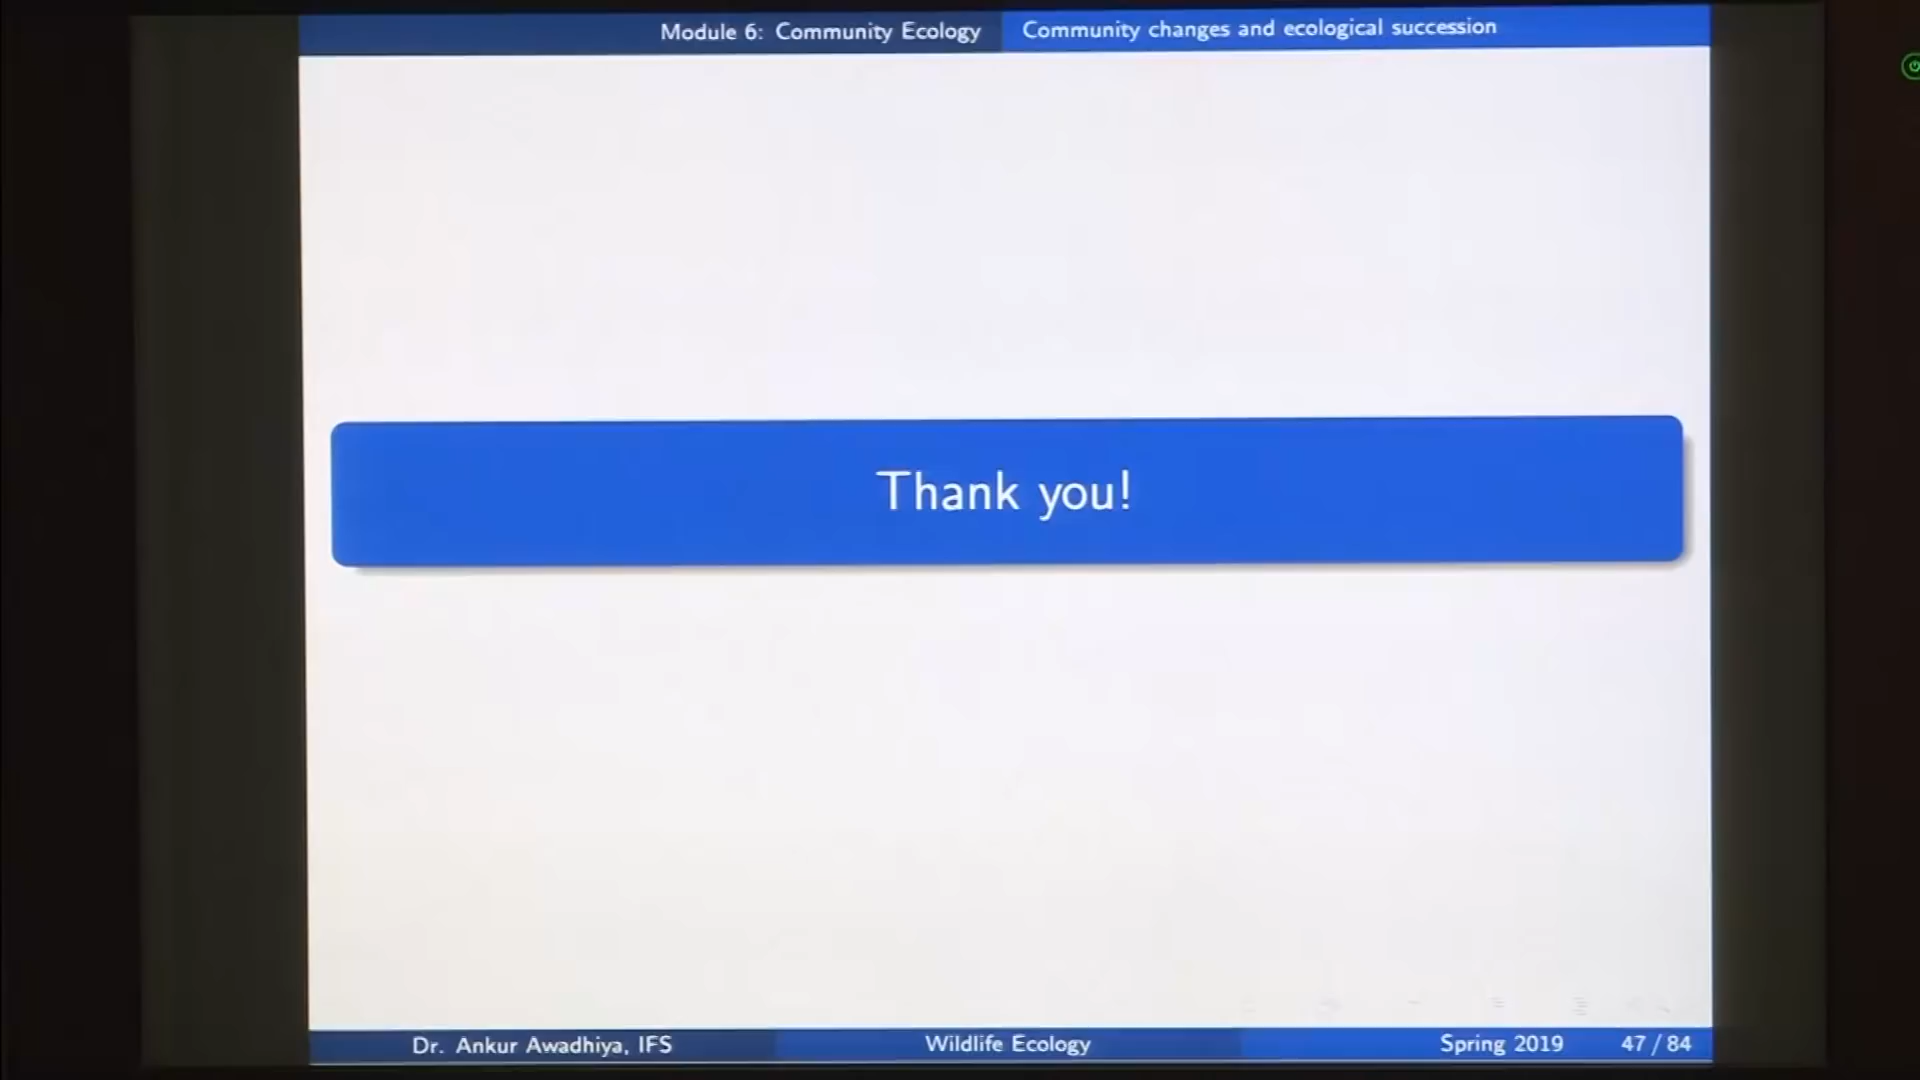 Module 6: Community Ecology
Community changes and ecological succession
Thank you!
Dr. Ankur Awadhiya, IFS
Wildlife Ecology
Spring 2019
47 / 84